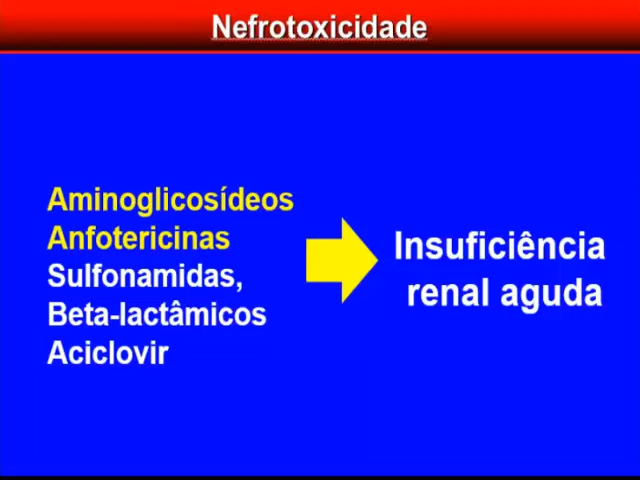 Nefrotoxicidade
Aminoglicosídeos
Anfotericinas
Sulfonamidas,
Beta-lactâmicos
Aciclovir
Insuficiência
renal aguda